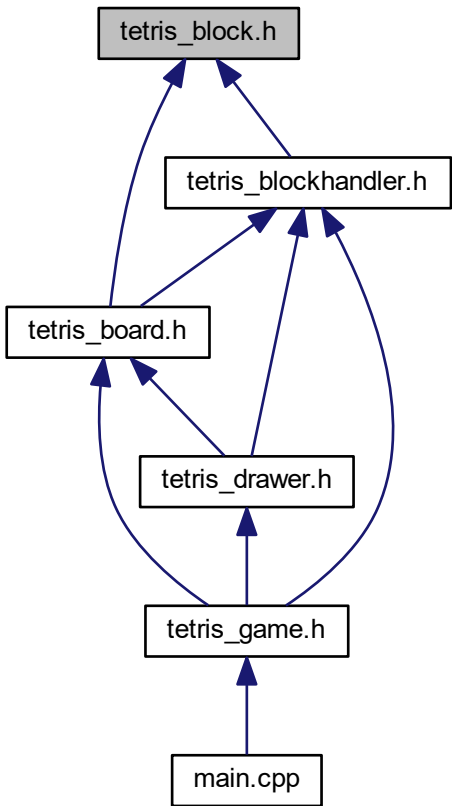 tetris_block.h
tetris_blockhandler.h
tetris_board.h
tetris_drawer.h
tetris_game.h
main.cpp